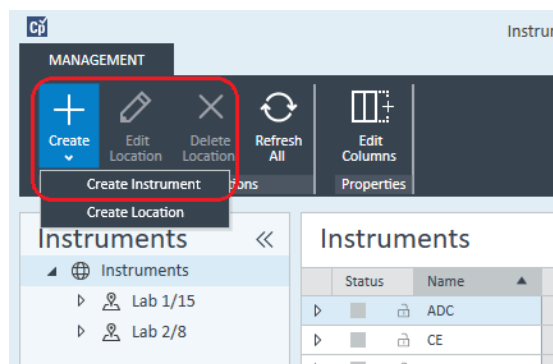 Cp
Instru
MANAGEMENT
Create Edit Location Delete Location Refresh All Edit Columns
Create Instrument ons Properties
Create Location
Instruments Instruments
Instruments Status Name
Lab 1/15 ADC
Lab 2/8 CE